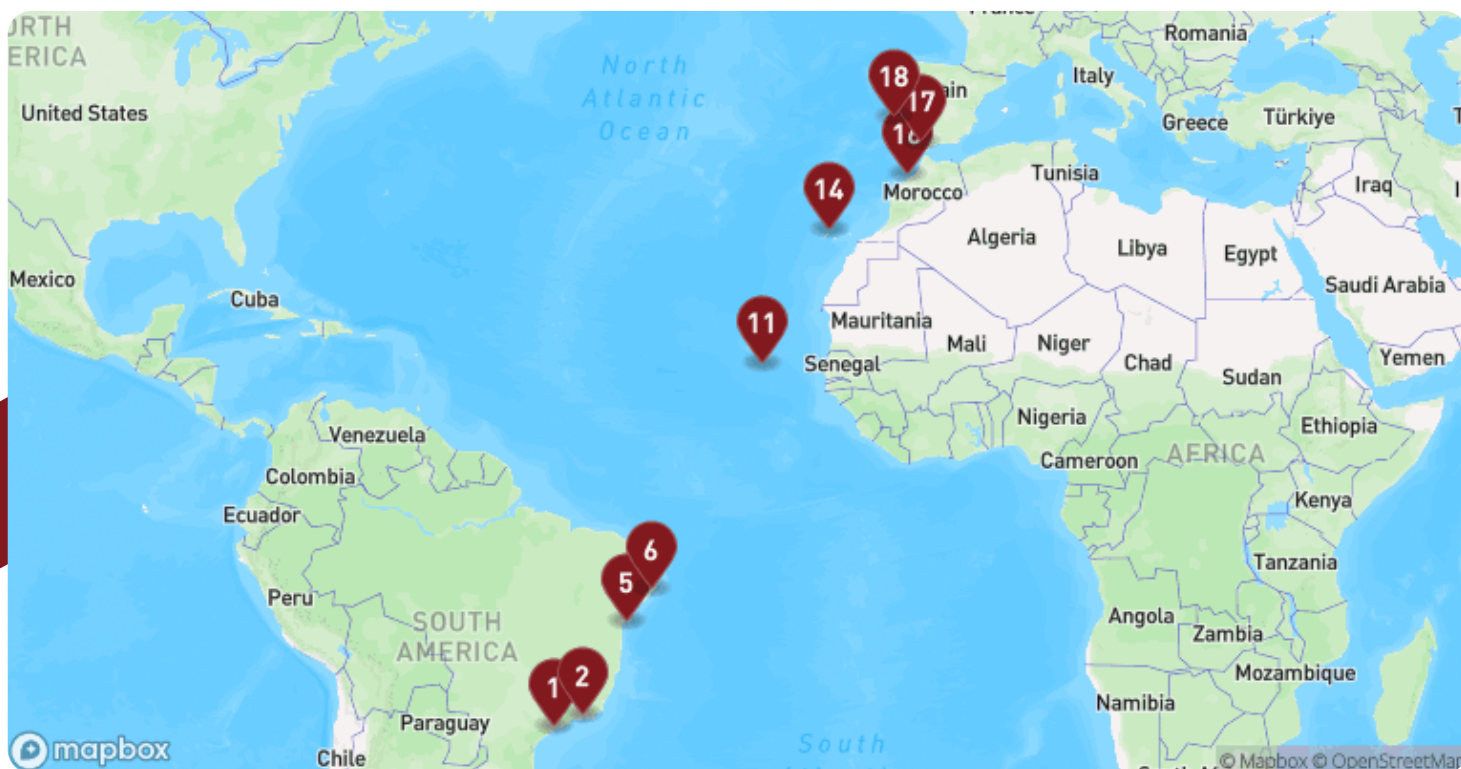 ORTH
ERICA
United States
Mexico
Cuba
Venezuela
Colombia
Ecuador
Peru
SOUTH
AMERICA
Paraguay
Chile
North
Atlantic
Ocean
South
France
Romania
Italy
ain
Greece
Türkiye
Tunisia
Morocco
Iraq
Algeria
Libya
Egypt
Saudi Arabia
Mauritania
Mali
Niger
Chad
Sudan
Yemen
Senegal
Nigeria
Ethiopia
Cameroon
AFRICA
Kenya
Tanzania
Angola
Zambia
Mozambique
Namibia
18
17
16
14
11
6
5
2
1
mapbox
© Mapbox © OpenStreetMap